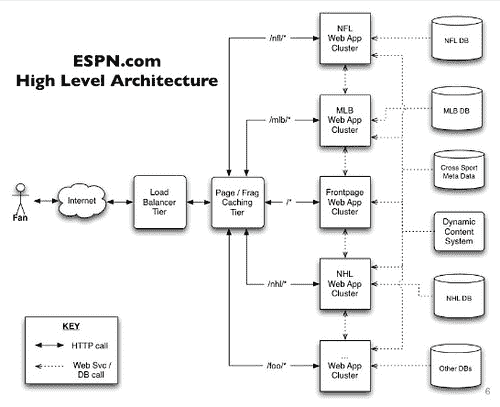 ESPN.com
High Level Architecture
Fan
Internet
Load
Balancer
Tier
Page / Frag
Caching
Tier
/nfl/*
/mlb/*
/*
/nhl/*
/foo/*
NFL
Web App
Cluster
MLB
Web App
Cluster
Frontpage
Web App
Cluster
NHL
Web App
Cluster
...
Web App
Cluster
NFL DB
MLB DB
Cross Sport
Meta Data
Dynamic
Content
System
NHL DB
Other DBs
KEY
HTTP call
Web Svc /
DB call
6